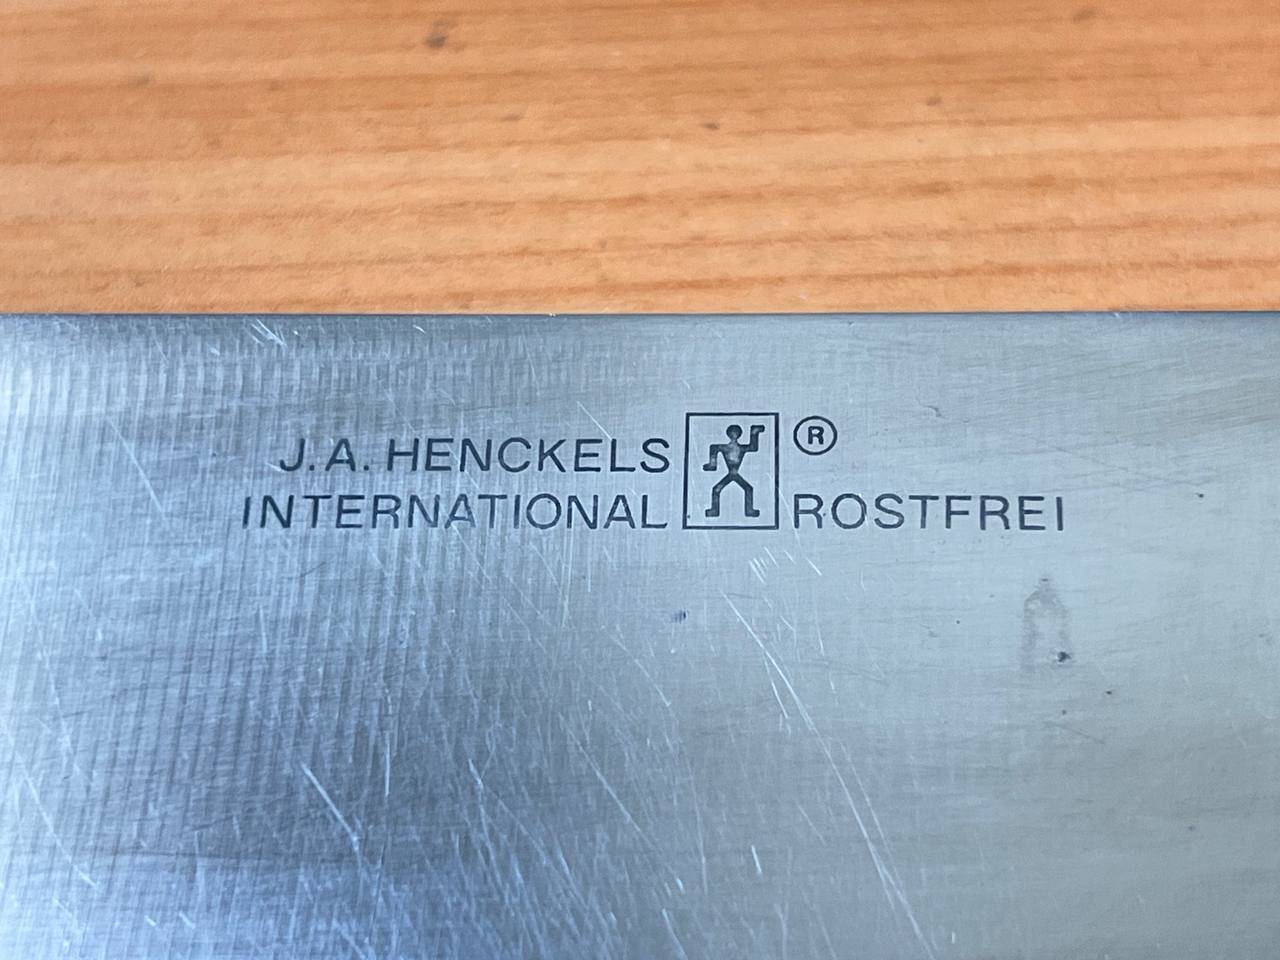 J.A. HENCKELS ®
INTERNATIONAL ROSTFREI